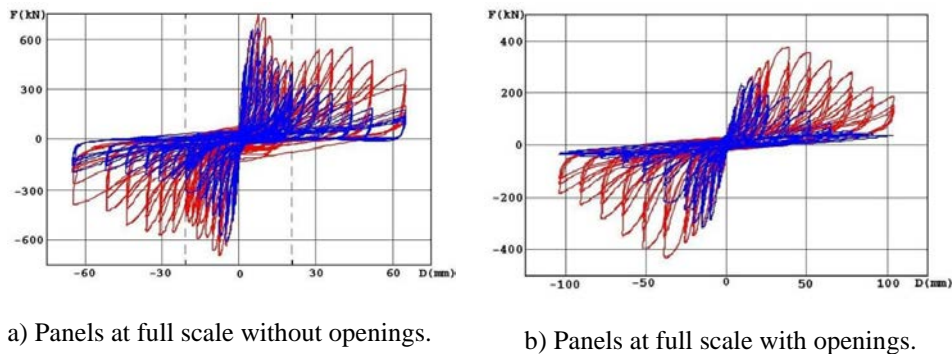 a)
F(kN)
600
300
0
-300
-600
-60 -30 0 30 60 D(mm)
b)
F(kN)
400
200
0
-200
-400
-100 -50 0 50 100 D(mm)
a) Panels at full scale without openings.
b) Panels at full scale with openings.